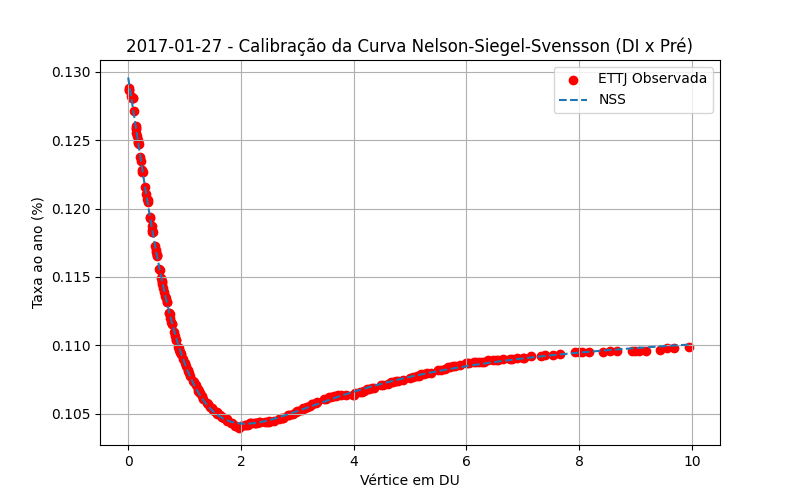 2017-01-27 - Calibração da Curva Nelson-Siegel-Svensson (DI x Pré)
ETTJ Observada
NSS
Taxa ao ano (%)
0.130
0.125
0.120
0.115
0.110
0.105
0 2 4 6 8 10
Vértice em DU